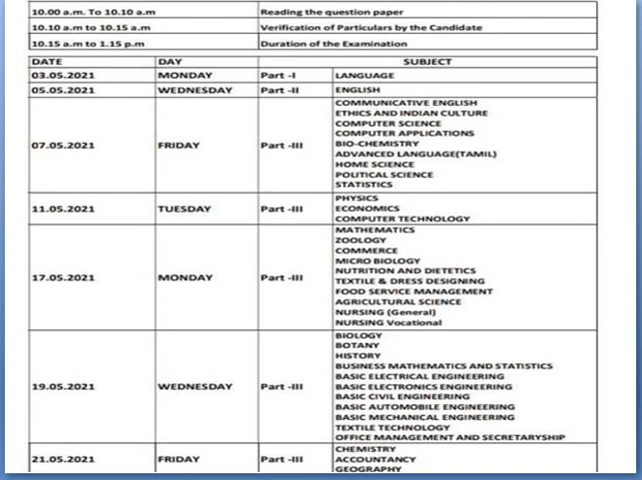 10.00 a.m. To 10.10 a.m Reading the question paper
10.10 a.m to 10.15 a.m Verification of Particulars by the Candidate
10.15 a.m to 1.15 p.m Duration of the Examination
DATE DAY SUBJECT
03.05.2021 MONDAY Part -I LANGUAGE
05.05.2021 WEDNESDAY Part -II ENGLISH
07.05.2021 FRIDAY Part -III COMMUNICATIVE ENGLISH
ETHICS AND INDIAN CULTURE
COMPUTER SCIENCE
COMPUTER APPLICATIONS
BIO-CHEMISTRY
ADVANCED LANGUAGE(TAMIL)
HOME SCIENCE
POLITICAL SCIENCE
STATISTICS
11.05.2021 TUESDAY Part -III PHYSICS
ECONOMICS
COMPUTER TECHNOLOGY
17.05.2021 MONDAY Part -III MATHEMATICS
ZOOLOGY
COMMERCE
MICRO BIOLOGY
NUTRITION AND DIETETICS
TEXTILE & DRESS DESIGNING
FOOD SERVICE MANAGEMENT
AGRICULTURAL SCIENCE
NURSING (General)
NURSING Vocational
19.05.2021 WEDNESDAY Part -III BIOLOGY
BOTANY
HISTORY
BUSINESS MATHEMATICS AND STATISTICS
BASIC ELECTRICAL ENGINEERING
BASIC ELECTRONICS ENGINEERING
BASIC CIVIL ENGINEERING
BASIC AUTOMOBILE ENGINEERING
BASIC MECHANICAL ENGINEERING
TEXTILE TECHNOLOGY
OFFICE MANAGEMENT AND SECRETARYSHIP
21.05.2021 FRIDAY Part -III CHEMISTRY
ACCOUNTANCY
GEOGRAPHY